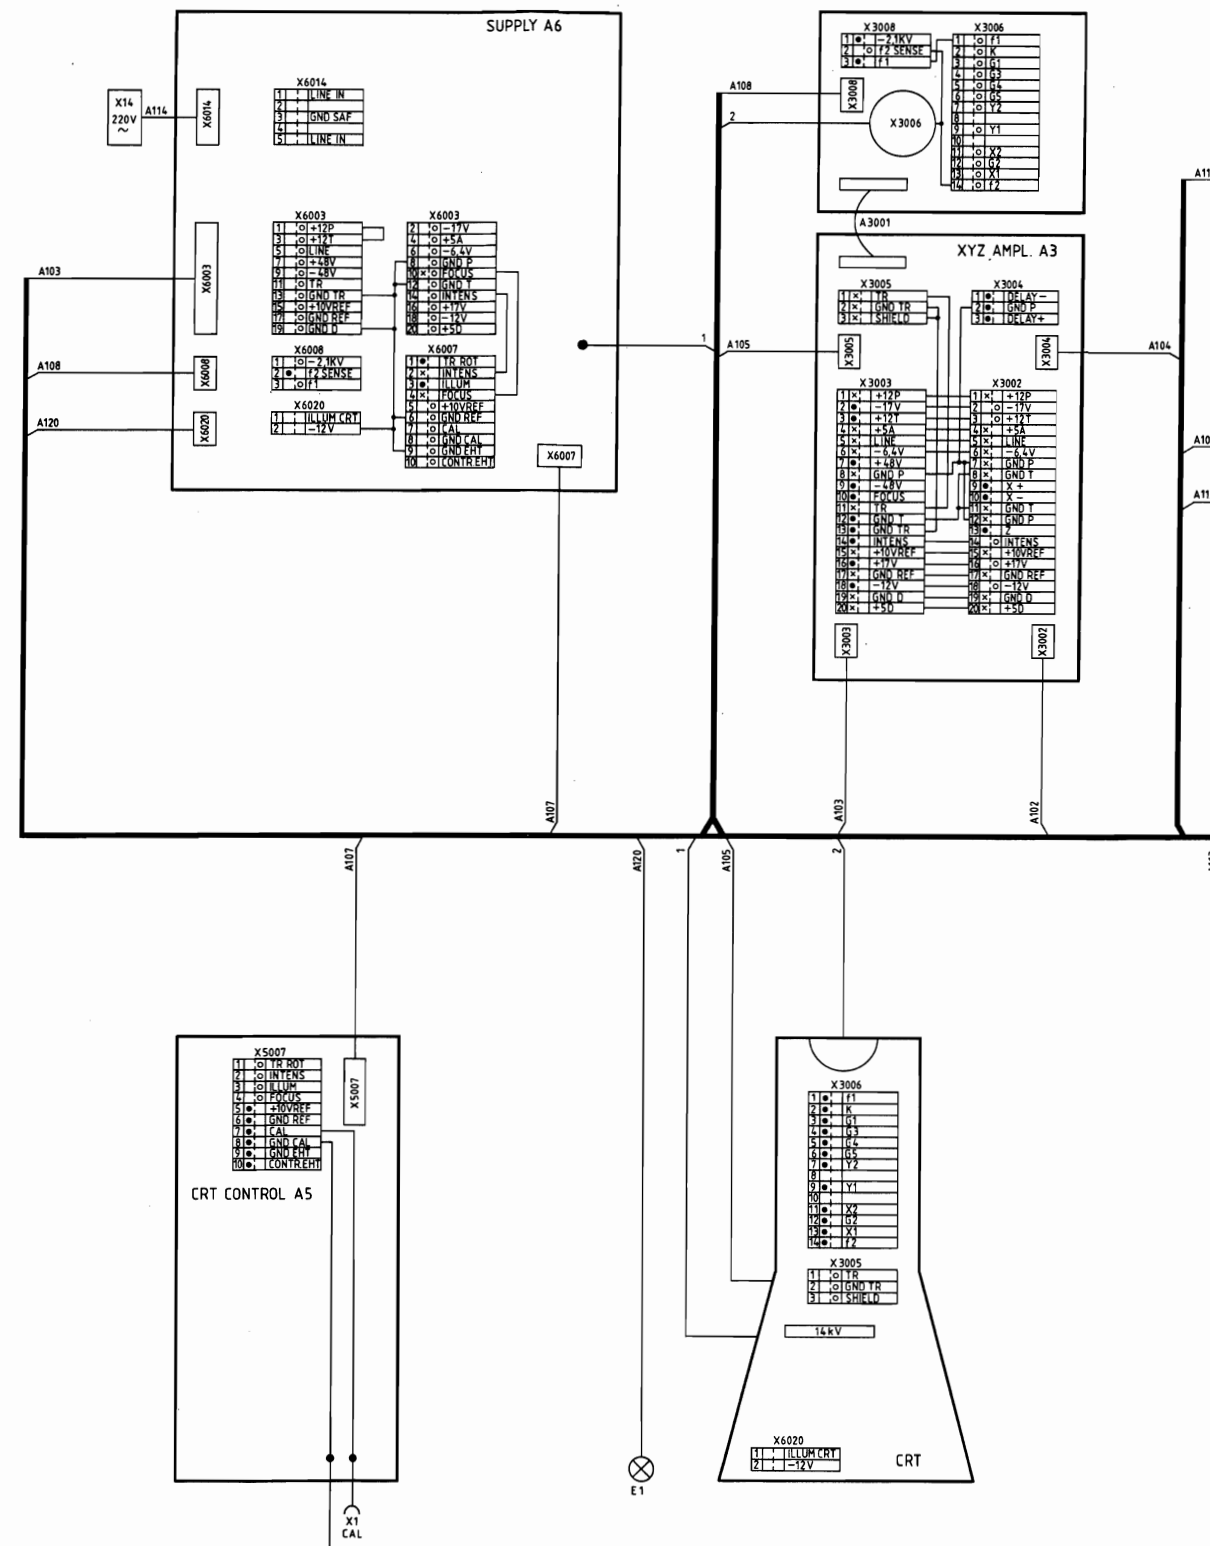 SUPPLY A6
X14
220V
~
A114
X6014
X6014
1 LINE IN
2
3 GND SAF
4
5 LINE IN
A103
X6003
X6003
1 +12P
3 +12T
5 LINE
7 +48V
9 -48V
11 TR
13 GND TR
15 +10VREF
17 GND REF
19 GND D
X6003
2 -17V
4 +5A
6 -6,4V
8 GND P
10 FOCUS
12 GND T
14 INTENS
16 +17V
18 -12V
20 +5D
A108
X6008
X6008
1 -2,1KV
2 f2 SENSE
3 f1
A120
X6020
X6020
1 ILLUM CRT
2 -12V
X6007
1 TR ROT
2 INTENS
3 ILLUM
4 FOCUS
5 +10VREF
6 GND REF
7 CAL
8 GND CAL
9 GND EHT
10 CONTR.EHT
X6007
A107
1
A108
2
X3008
1 -2,1KV
2 f2 SENSE
3 f1
X3008
X3006
X3006
1 f1
2 K
3 G1
4 G3
5 G4
6 G5
7 Y2
8
9 Y1
10
11 X2
12 G2
13 X1
14 f2
A3001
XYZ AMPL. A3
X3005
1 TR
2 GND TR
3 SHIELD
X3004
1 DELAY-
2 GND P
3 DELAY+
A105
X3005
X3004
A104
X3003
1 +12P
2 -17V
3 +12T
4 +5A
5 LINE
6 -6,4V
7 +48V
8 GND P
9 -48V
10 FOCUS
11 TR
12 GND T
13 GND TR
14 INTENS
15 +10VREF
16 +17V
17 GND REF
18 -12V
19 GND D
20 +5D
X3002
1 +12P
2 -17V
3 +12T
4 +5A
5 LINE
6 -6,4V
7 GND P
8 GND T
9 X +
10 X -
11 GND T
12 GND P
13 Z
14 INTENS
15 +10VREF
16 +17V
17 GND REF
18 -12V
19 GND D
20 +5D
X3003
X3002
A103
A102
A107
A120
1
A105
2
X5007
1 TR ROT
2 INTENS
3 ILLUM
4 FOCUS
5 +10VREF
6 GND REF
7 CAL
8 GND CAL
9 GND EHT
10 CONTR.EHT
X5007
CRT CONTROL A5
X1
CAL
E1
X3006
1 f1
2 K
3 G1
4 G3
5 G4
6 G5
7 Y2
8
9 Y1
10
11 X2
12 G2
13 X1
14 f2
X3005
1 TR
2 GND TR
3 SHIELD
14kV
X6020
1 ILLUM CRT
2 -12V
CRT